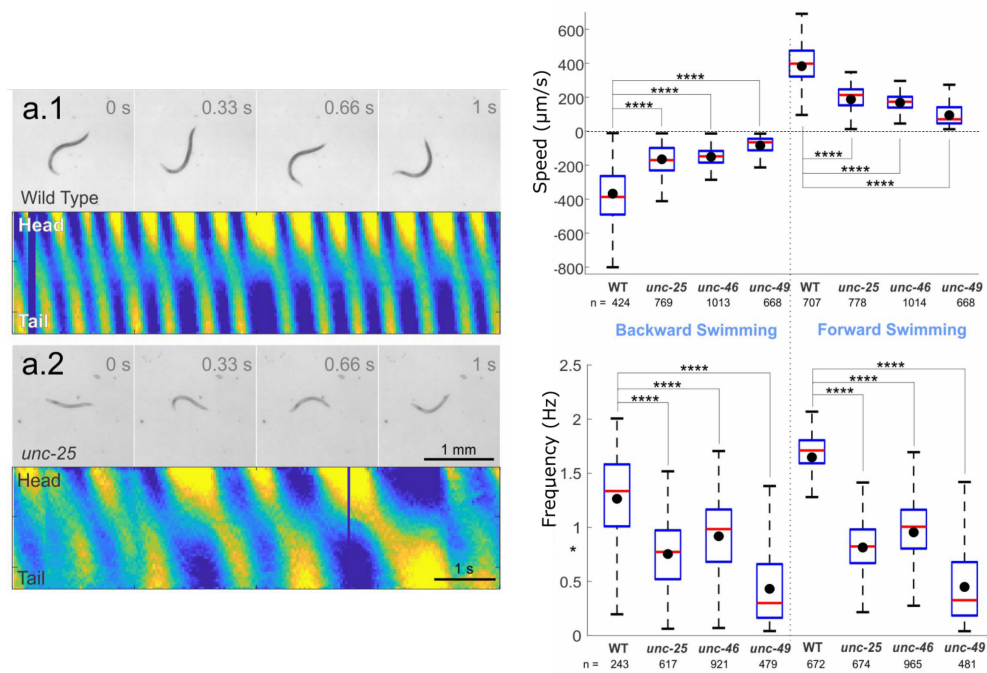 a.1
0 s
0.33 s
0.66 s
1 s
Wild Type
Head
Tail
a.2
0 s
0.33 s
0.66 s
1 s
unc-25
1 mm
Head
Tail
1 s
Speed (µm/s)
600
400
200
0
-200
-400
-600
-800
****
****
****
****
****
****
WT unc-25 unc-46 unc-49 WT unc-25 unc-46 unc-49
n = 424 769 1013 668 707 778 1014 668
Backward Swimming Forward Swimming
Frequency (Hz)
2.5
2
1.5
1
*
0.5
0
****
****
****
****
****
****
WT unc-25 unc-46 unc-49 WT unc-25 unc-46 unc-49
n = 243 617 921 479 672 674 965 481